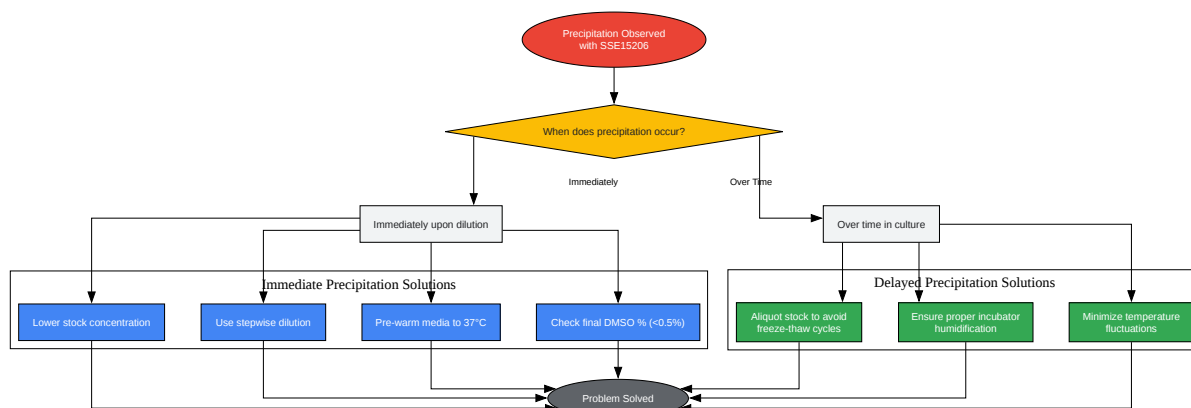 Precipitation Observed
with SSE15206
When does precipitation occur?
Immediately
Over Time
Immediately upon dilution
Over time in culture
Immediate Precipitation Solutions
Delayed Precipitation Solutions
Lower stock concentration
Use stepwise dilution
Pre-warm media to 37°C
Check final DMSO % (<0.5%)
Aliquot stock to avoid
freeze-thaw cycles
Ensure proper incubator
humidification
Minimize temperature
fluctuations
Problem Solved